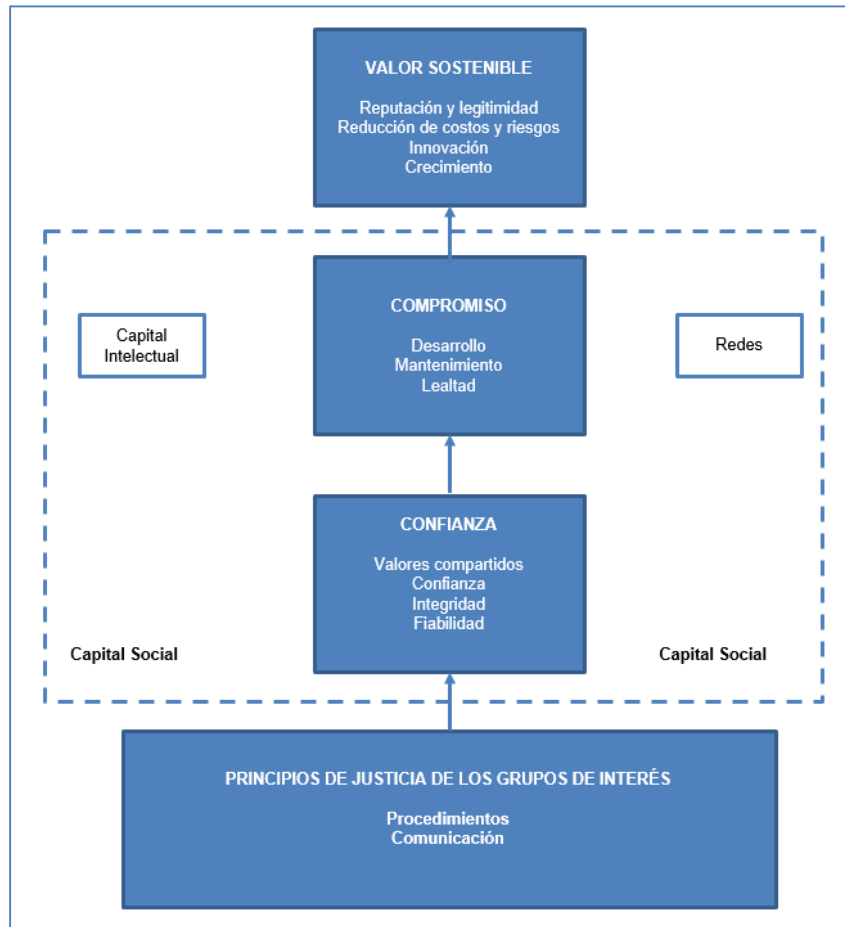 VALOR SOSTENIBLE
Reputación y legitimidad
Reducción de costos y riesgos
Innovación
Crecimiento
COMPROMISO
Desarrollo
Mantenimiento
Lealtad
Capital
Intelectual
Redes
CONFIANZA
Valores compartidos
Confianza
Integridad
Fiabilidad
Capital Social
Capital Social
PRINCIPIOS DE JUSTICIA DE LOS GRUPOS DE INTERÉS
Procedimientos
Comunicación